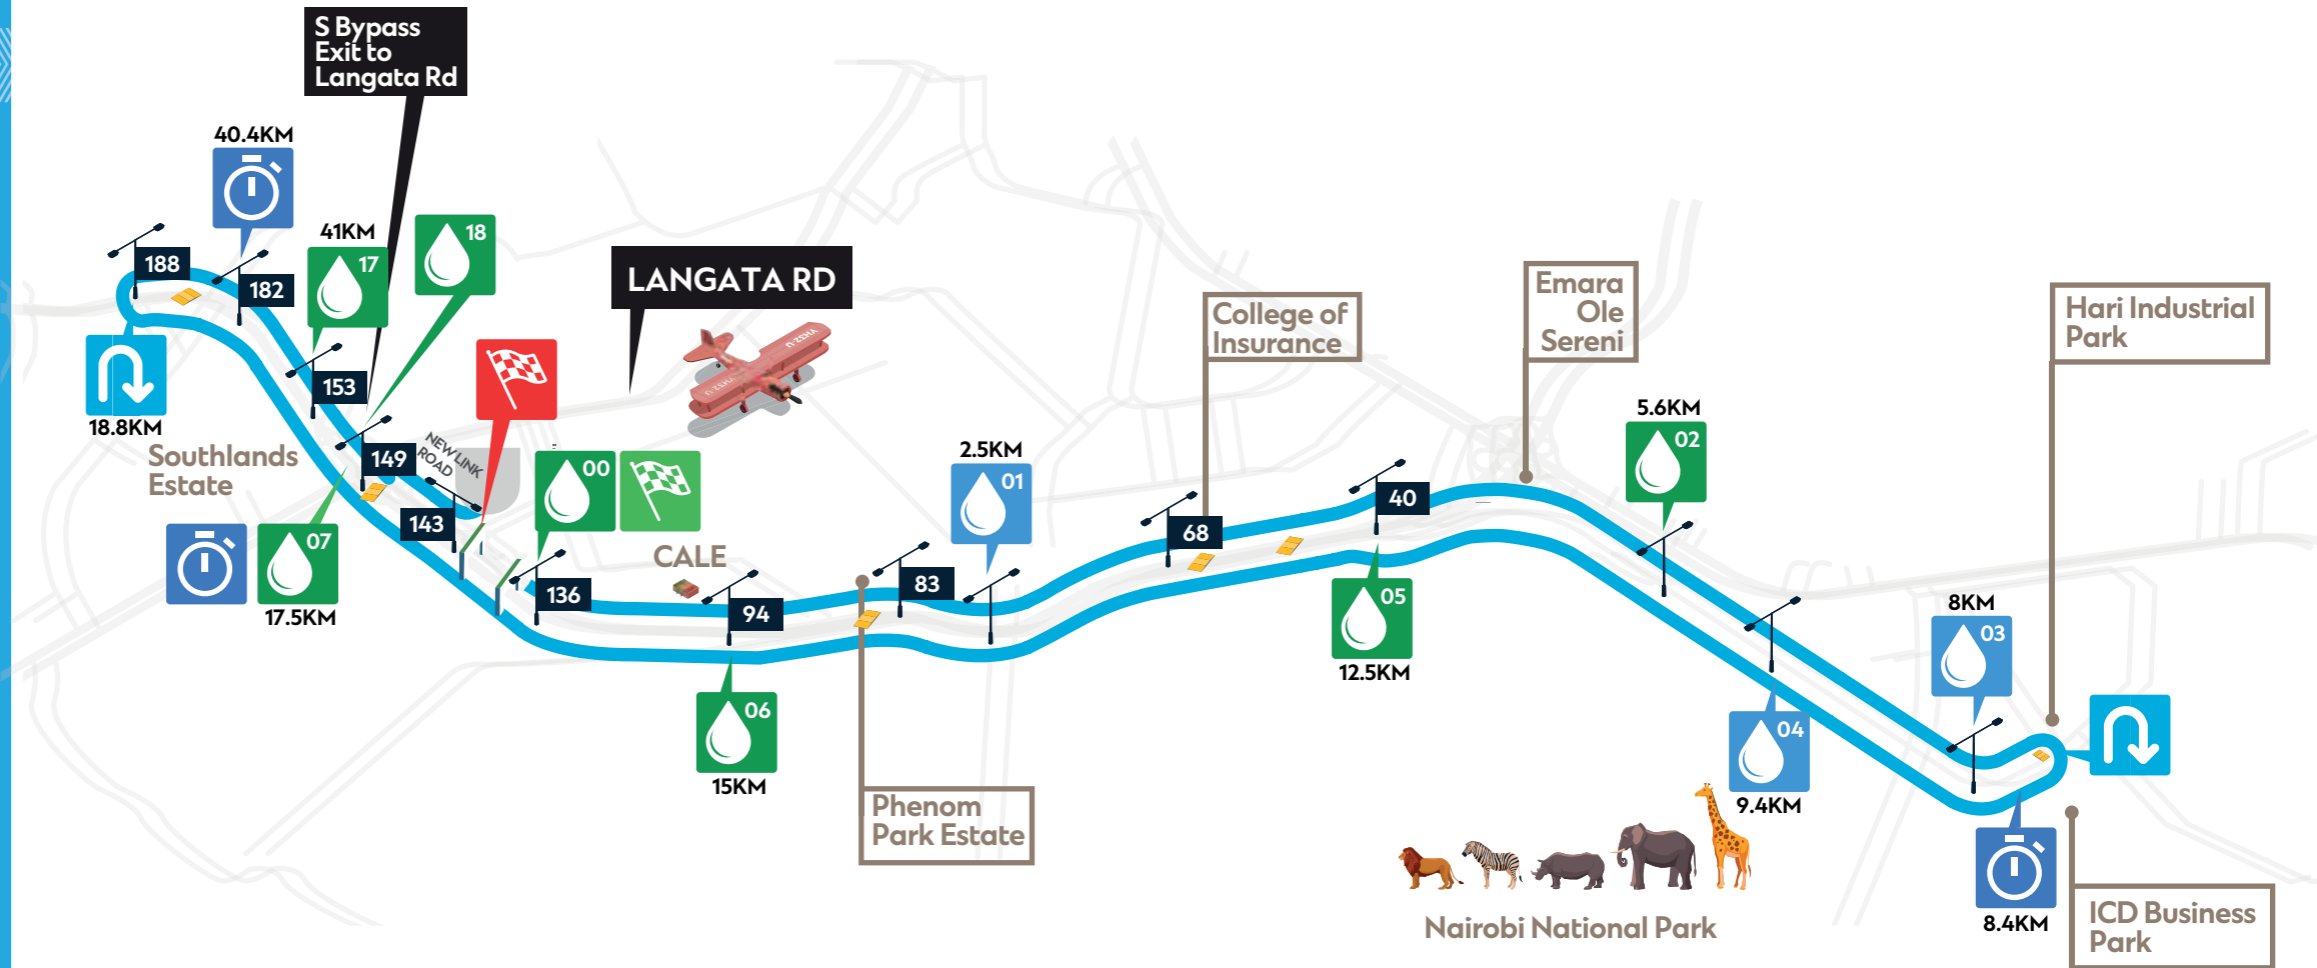 S Bypass
Exit to
Langata Rd
40.4KM
41KM
17
18
188
182
153
149
143
136
18.8KM
Southlands
Estate
NEW LINK
ROAD
LANGATA RD
07
17.5KM
00
CALE
94
83
06
15KM
Phenom
Park Estate
2.5KM
01
College of
Insurance
68
40
05
12.5KM
Emara
Ole
Sereni
5.6KM
02
04
9.4KM
8KM
03
Hari Industrial
Park
8.4KM
ICD Business
Park
Nairobi National Park